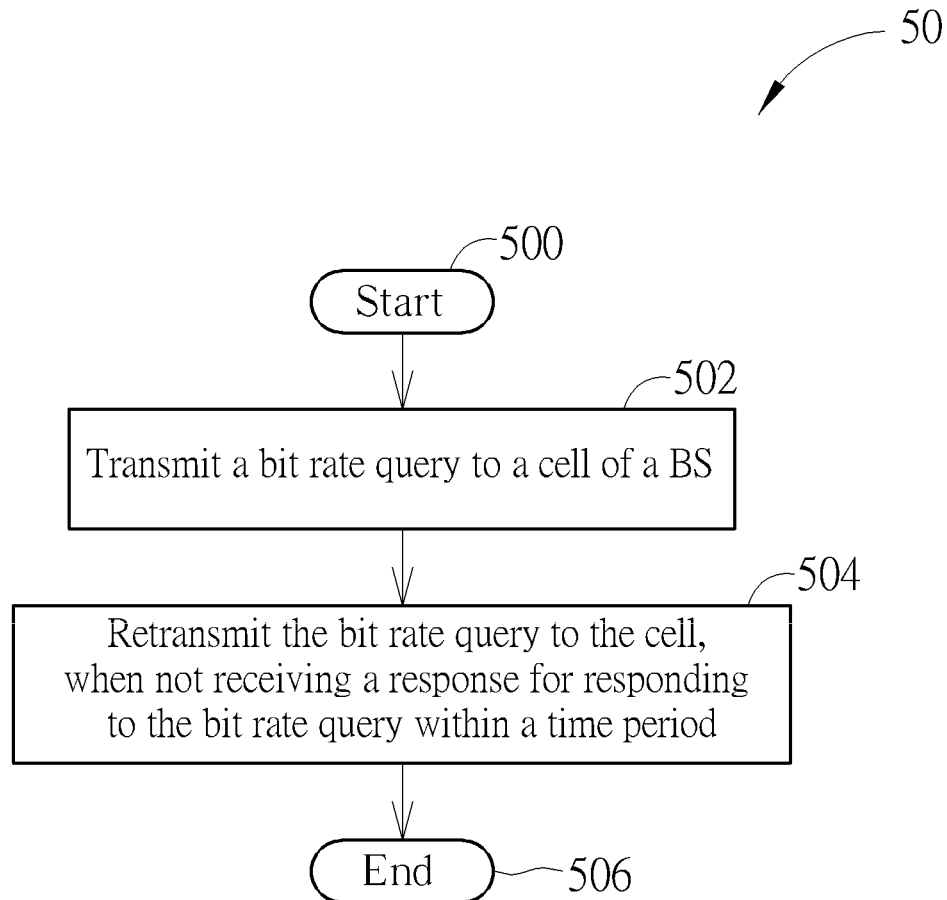 50
500
Start
502
Transmit a bit rate query to a cell of a BS
504
Retransmit the bit rate query to the cell,
when not receiving a response for responding
to the bit rate query within a time period
End
506